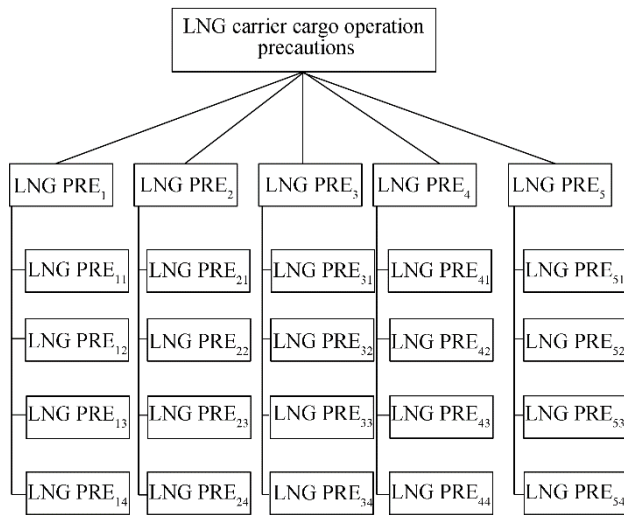 LNG carrier cargo operation
precautions
LNG PRE₁ LNG PRE₂ LNG PRE₃ LNG PRE₄ LNG PRE₅
LNG PRE₁₁ LNG PRE₂₁ LNG PRE₃₁ LNG PRE₄₁ LNG PRE₅₁
LNG PRE₁₂ LNG PRE₂₂ LNG PRE₃₂ LNG PRE₄₂ LNG PRE₅₂
LNG PRE₁₃ LNG PRE₂₃ LNG PRE₃₃ LNG PRE₄₃ LNG PRE₅₃
LNG PRE₁₄ LNG PRE₂₄ LNG PRE₃₄ LNG PRE₄₄ LNG PRE₅₄